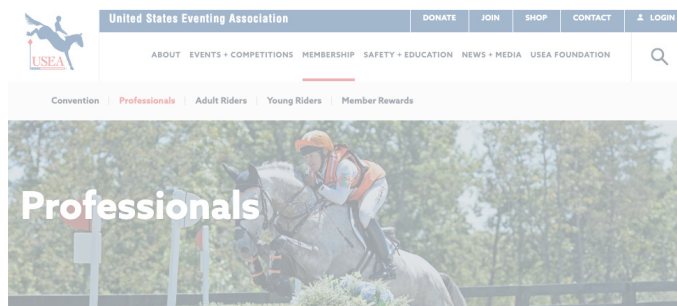 United States Eventing Association
DONATE JOIN SHOP CONTACT LOGIN
USEA
ABOUT EVENTS + COMPETITIONS MEMBERSHIP SAFETY + EDUCATION NEWS + MEDIA USEA FOUNDATION
Convention Professionals Adult Riders Young Riders Member Rewards
Professionals